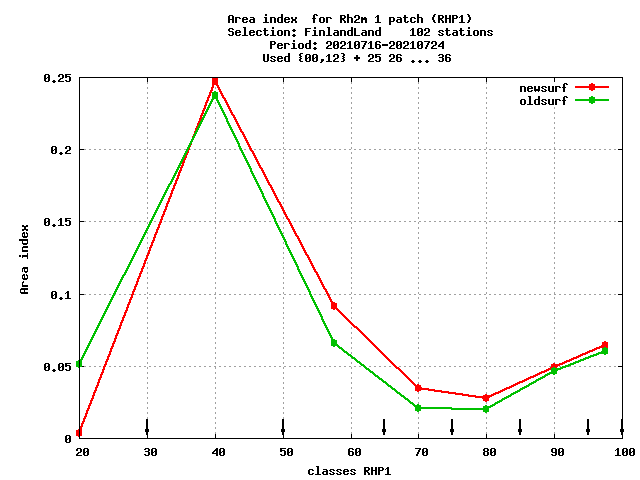 Area index  for Rh2m 1 patch (RHP1)
Selection: FinlandLand    102 stations
Period: 20210716-20210724
Used {00,12} + 25 26 ... 36
newsurf
oldsurf
0.25
0.2
0.15
0.1
0.05
0
Area index
20 30 40 50 60 70 80 90 100
classes RHP1